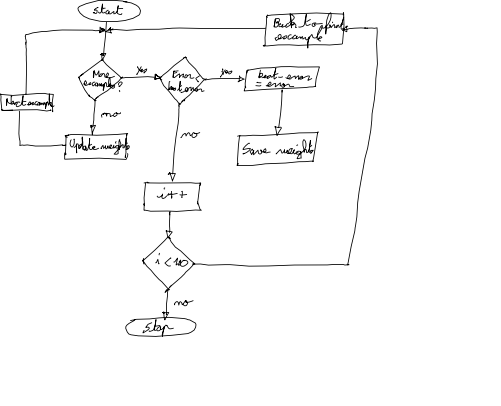 start
Back to first
example
More
examples?
yes
Error <
best error
yes
best error
= error
Next example
no
Update weights
no
Save weights
i++
i < 100
no
stop